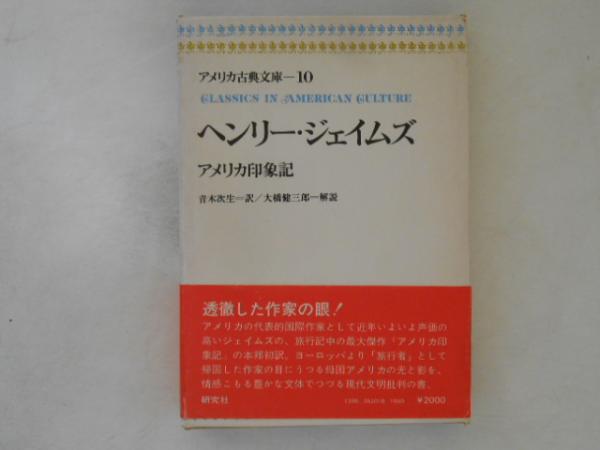 アメリカ古典文庫―10
CLASSICS IN AMERICAN CULTURE
ヘンリー・ジェイムズ
アメリカ印象記
青木次生＝訳／大橋健三郎―解説
透徹した作家の眼！
アメリカの代表的国際作家として近年いよいよ声価の
高いジェイムズの、旅行記中の最大傑作「アメリカ印
象記」の本邦初訳。ヨーロッパより「旅行者」として
帰国した作家の目にうつる母国アメリカの光と影を、
情感こもる豊かな文体でつづる現代文明批判の書。
研究社
￥2000